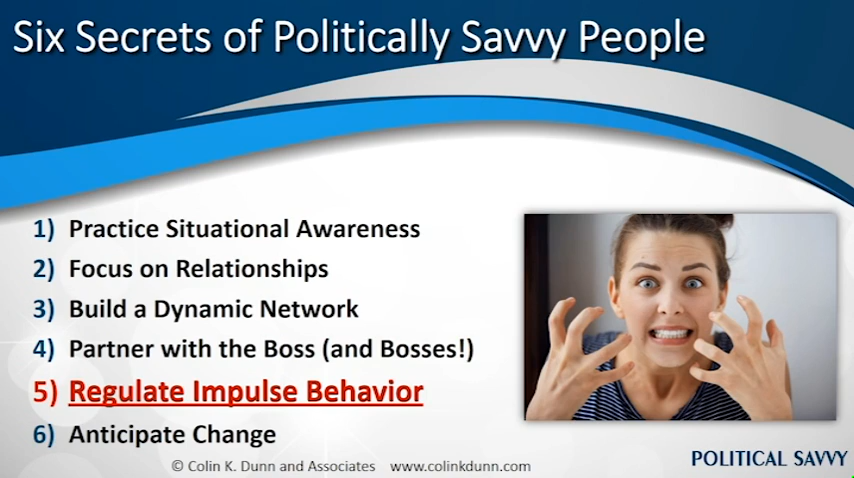 Six Secrets of Politically Savvy People
1) Practice Situational Awareness
2) Focus on Relationships
3) Build a Dynamic Network
4) Partner with the Boss (and Bosses!)
5) Regulate Impulse Behavior
6) Anticipate Change
© Colin K. Dunn and Associates www.colinkdunn.com
POLITICAL SAVVY